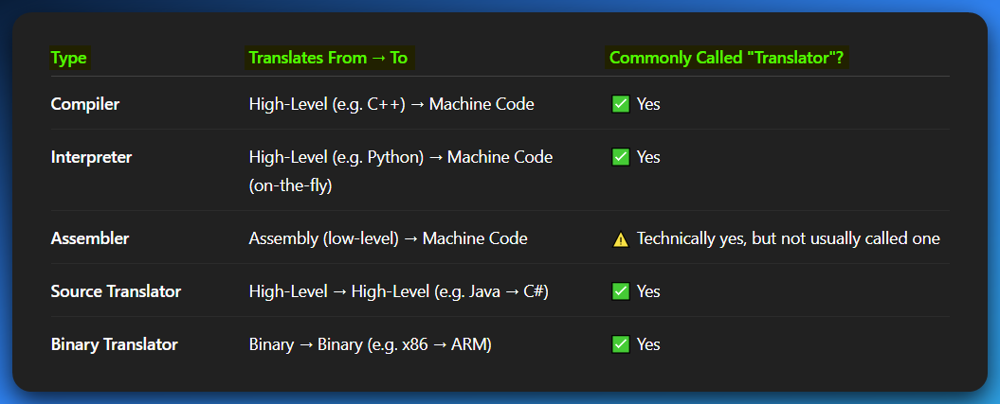 Type Translates From → To Commonly Called "Translator"?
Compiler High-Level (e.g. C++) → Machine Code ✅ Yes
Interpreter High-Level (e.g. Python) → Machine Code ✅ Yes
(on-the-fly)
Assembler Assembly (low-level) → Machine Code ⚠️ Technically yes, but not usually called one
Source Translator High-Level → High-Level (e.g. Java → C#) ✅ Yes
Binary Translator Binary → Binary (e.g. x86 → ARM) ✅ Yes